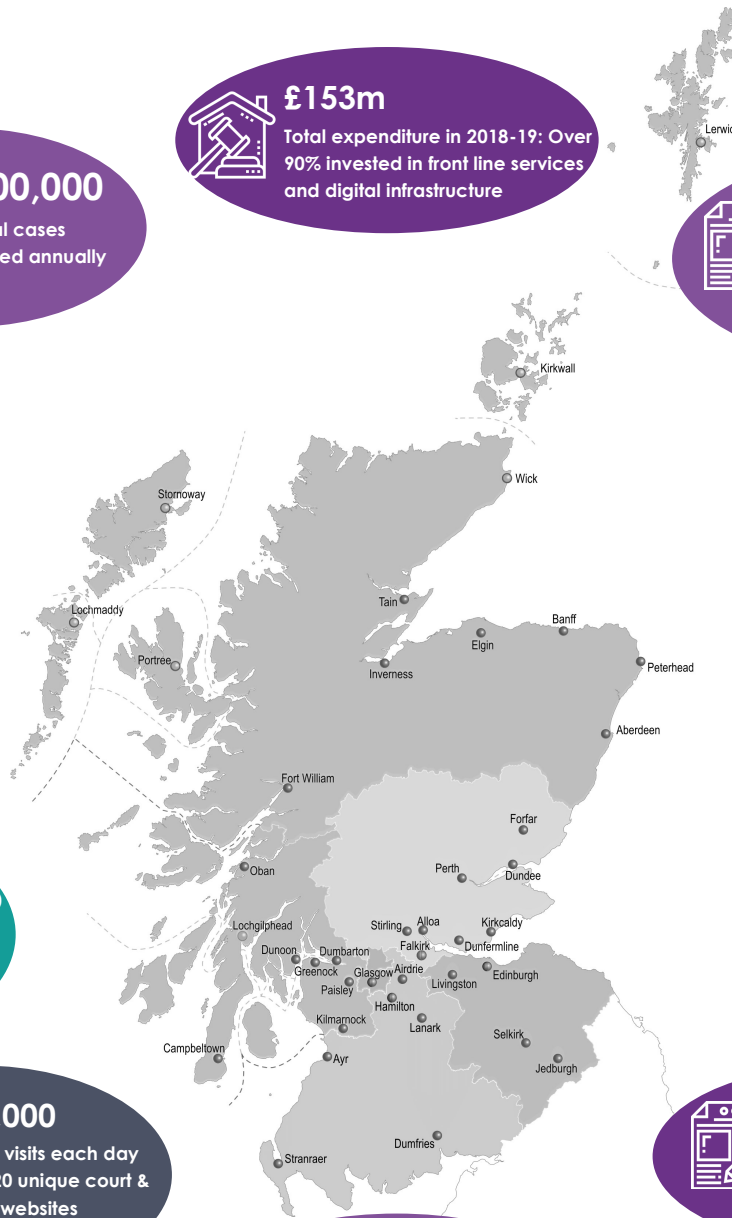 £153m
Total expenditure in 2018-19: Over
90% invested in front line services
and digital infrastructure
00,000
cases
annually
Kirkwall
Wick
Stornoway
Lochmaddy
Portree
Tain
Inverness
Elgin
Banff
Peterhead
Aberdeen
Fort William
Forfar
Oban
Perth
Dundee
Lochgilphead
Stirling
Alloa
Kirkcaldy
Falkirk
Dunfermline
Dunoon
Dumbarton
Greenock
Glasgow
Airdrie
Edinburgh
Paisley
Livingston
Hamilton
Kilmarnock
Lanark
Selkirk
Campbeltown
Ayr
Jedburgh
Dumfries
Stranraer
000
visits each day
20 unique court &
websites